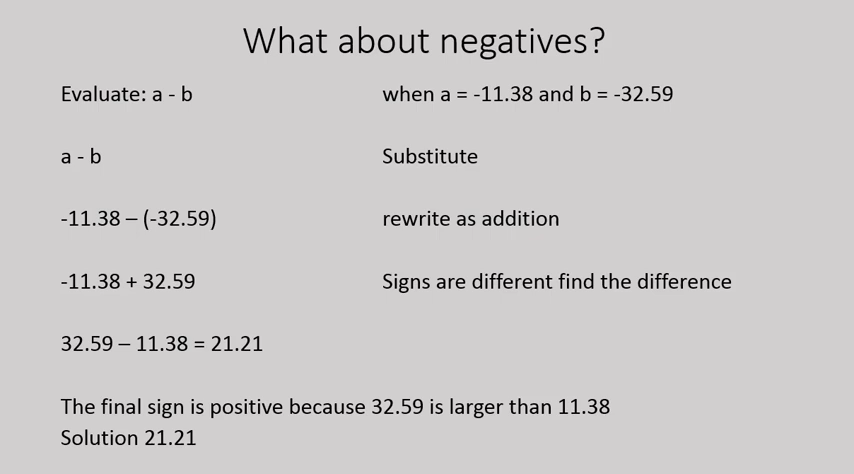 What about negatives?
Evaluate: a - b when a = -11.38 and b = -32.59
a - b Substitute
-11.38 – (-32.59) rewrite as addition
-11.38 + 32.59 Signs are different find the difference
32.59 – 11.38 = 21.21
The final sign is positive because 32.59 is larger than 11.38
Solution 21.21